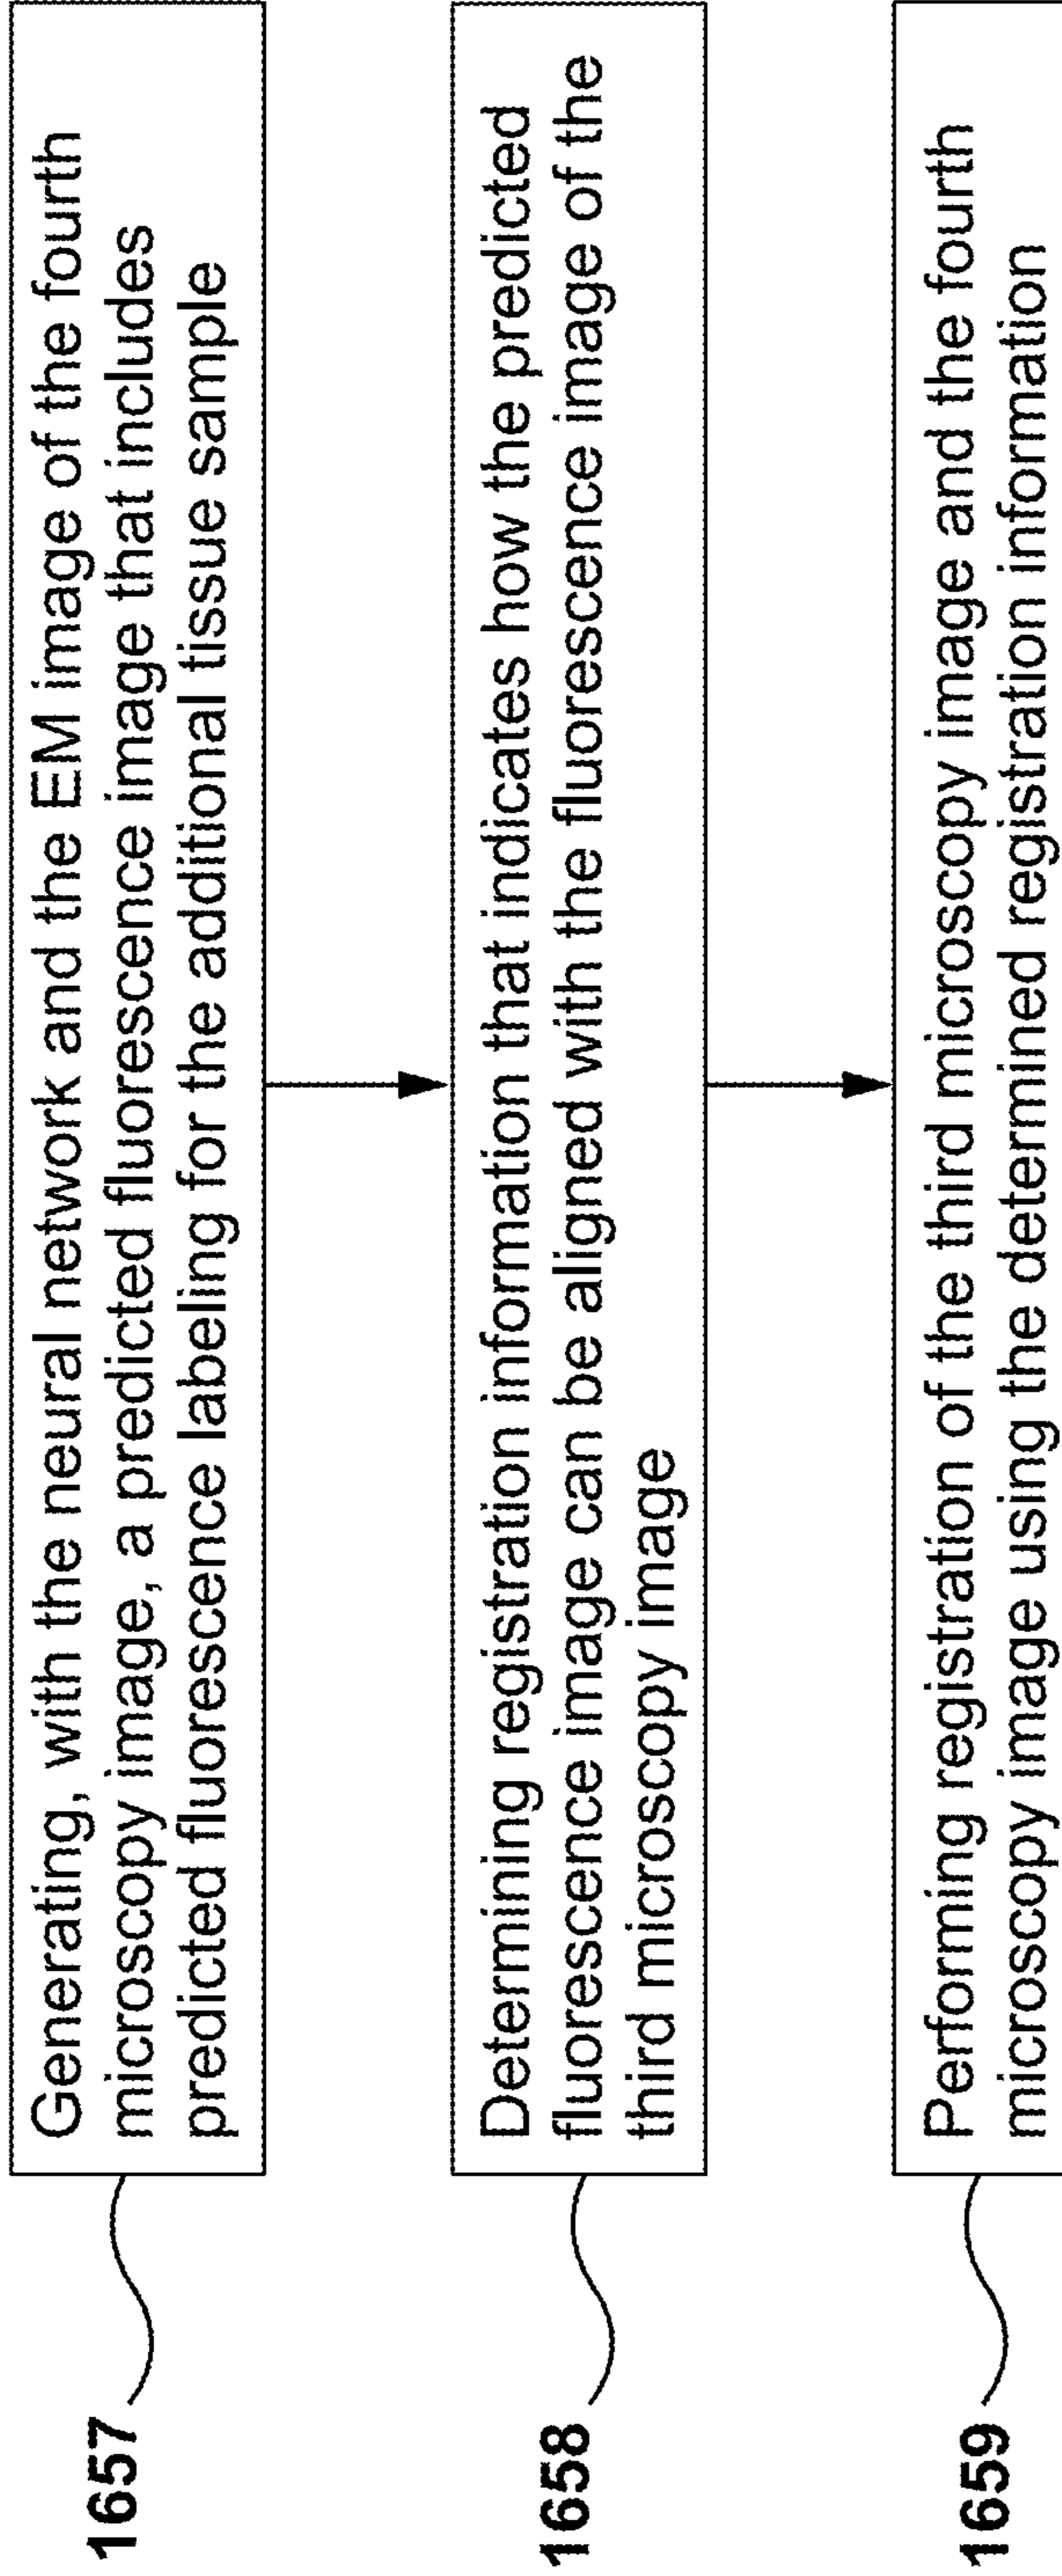 1657
Generating, with the neural network and the EM image of the fourth
microscopy image, a predicted fluorescence image that includes
predicted fluorescence labeling for the additional tissue sample
1658
Determining registration information that indicates how the predicted
fluorescence image can be aligned with the fluorescence image of the
third microscopy image
1659
Performing registration of the third microscopy image and the fourth
microscopy image using the determined registration information